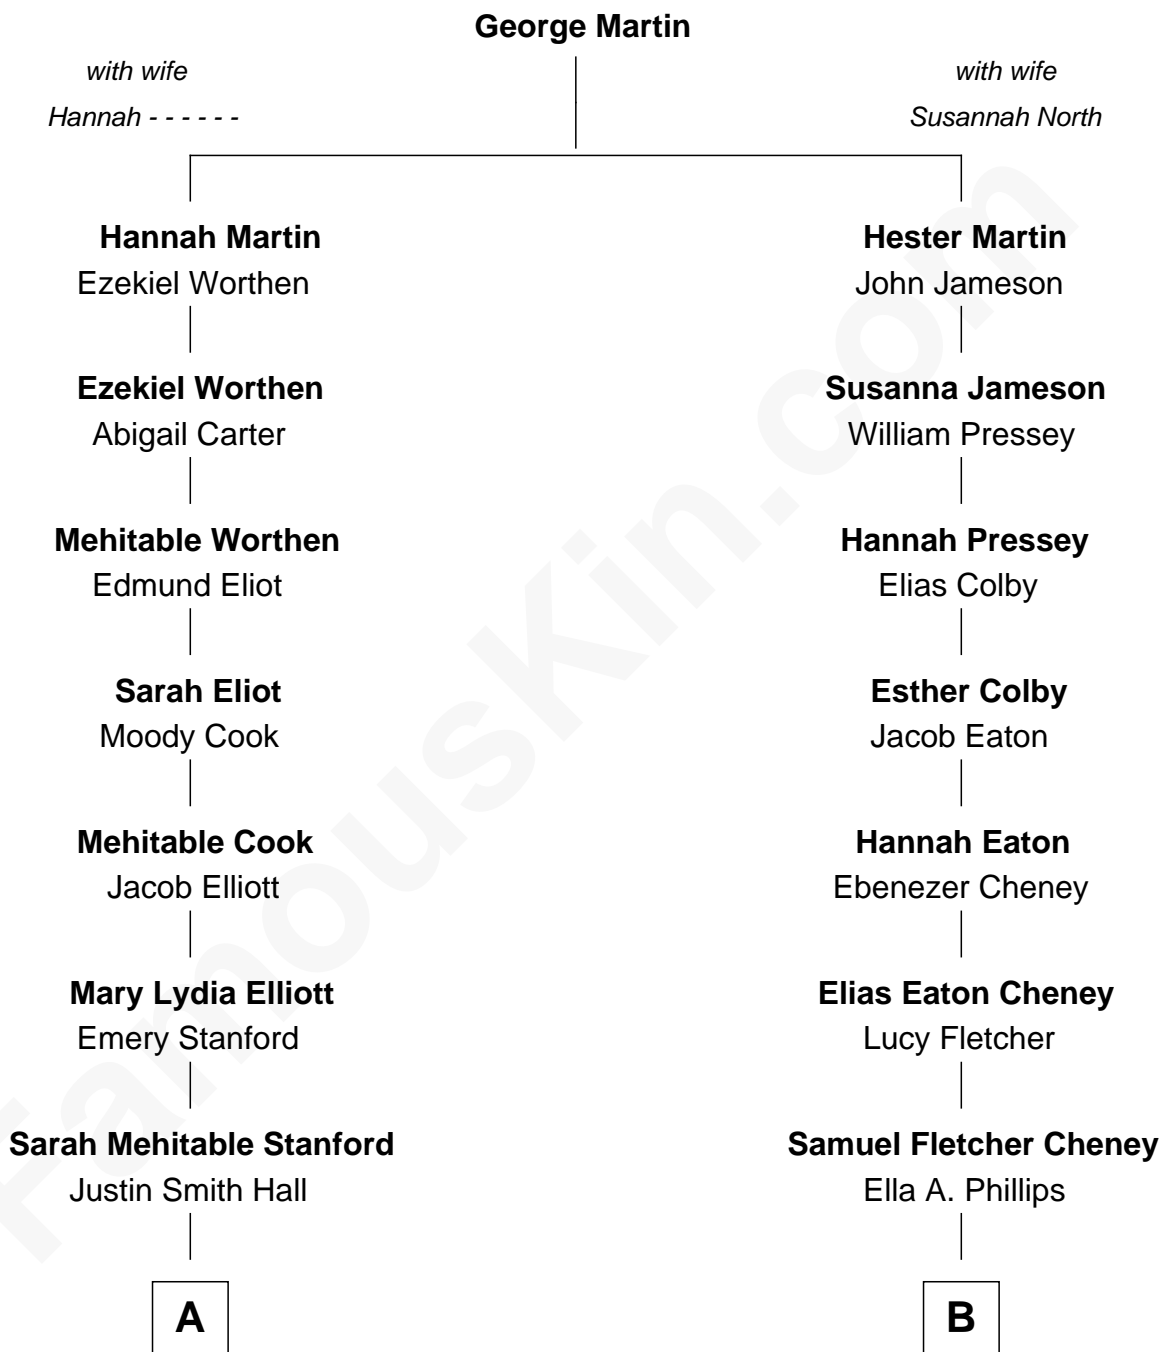 George Martin
with wife
Hannah - - - - - -
with wife
Susannah North
Hannah Martin
Ezekiel Worthen
Hester Martin
John Jameson
Ezekiel Worthen
Abigail Carter
Susanna Jameson
William Pressey
Mehitable Worthen
Edmund Eliot
Hannah Pressey
Elias Colby
Sarah Eliot
Moody Cook
Esther Colby
Jacob Eaton
Mehitable Cook
Jacob Elliott
Hannah Eaton
Ebenezer Cheney
Mary Lydia Elliott
Emery Stanford
Elias Eaton Cheney
Lucy Fletcher
Sarah Mehitable Stanford
Justin Smith Hall
Samuel Fletcher Cheney
Ella A. Phillips
A
B
FamousKin.com